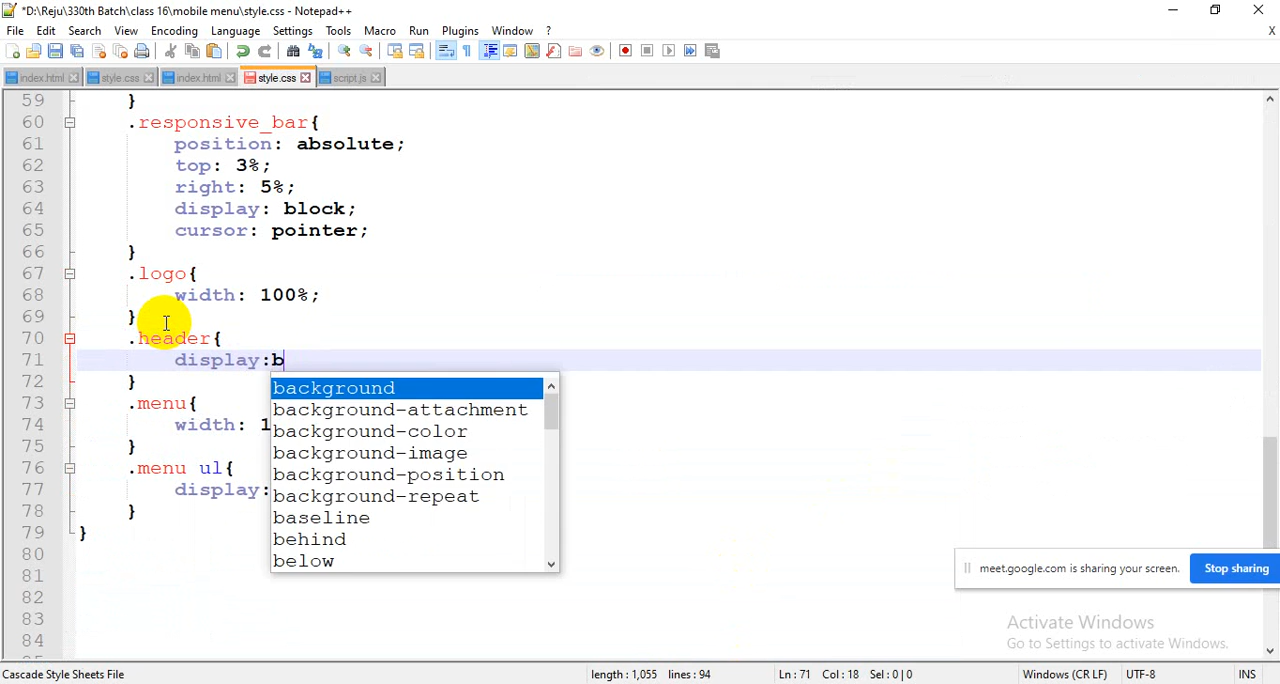 *D:\Reju\330th Batch\class 16\mobile menu\style.css - Notepad++
File Edit Search View Encoding Language Settings Tools Macro Run Plugins Window ? X
index.html style.css index.html style.css script.js
59 }
60 .responsive_bar{
61 position: absolute;
62 top: 3%;
63 right: 5%;
64 display: block;
65 cursor: pointer;
66 }
67 .logo{
68 width: 100%;
69 }
70 .header{
71 display:b
72 }
73 .menu{
74 width: 1
75 }
76 .menu ul{
77 display:
78 }
79 }
80
81
82
83
84
background
background-attachment
background-color
background-image
background-position
background-repeat
baseline
behind
below
meet.google.com is sharing your screen. Stop sharing
Activate Windows
Go to Settings to activate Windows.
Cascade Style Sheets File length : 1,055 lines : 94 Ln : 71 Col : 18 Sel : 0 | 0 Windows (CR LF) UTF-8 INS